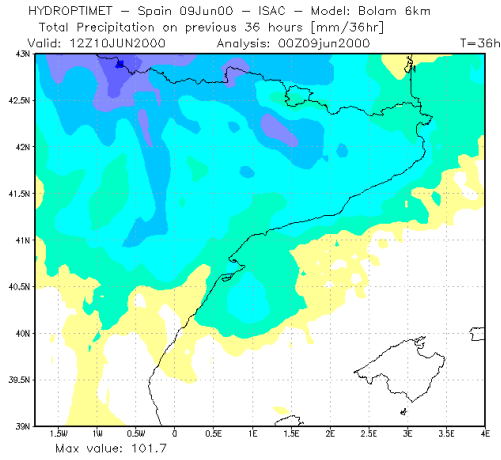 HYDROPTIMET - Spain 09Jun00 - ISAC - Model: Bolam 6km
Total Precipitation on previous 36 hours [mm/36hr]
Valid: 12Z10JUN2000 Analysis: 00Z09jun2000 T=36h
43N
42.5N
42N
41.5N
41N
40.5N
40N
39.5N
39N
1.5W 1W 0.5W 0 0.5E 1E 1.5E 2E 2.5E 3E 3.5E 4E
Max value: 101.7